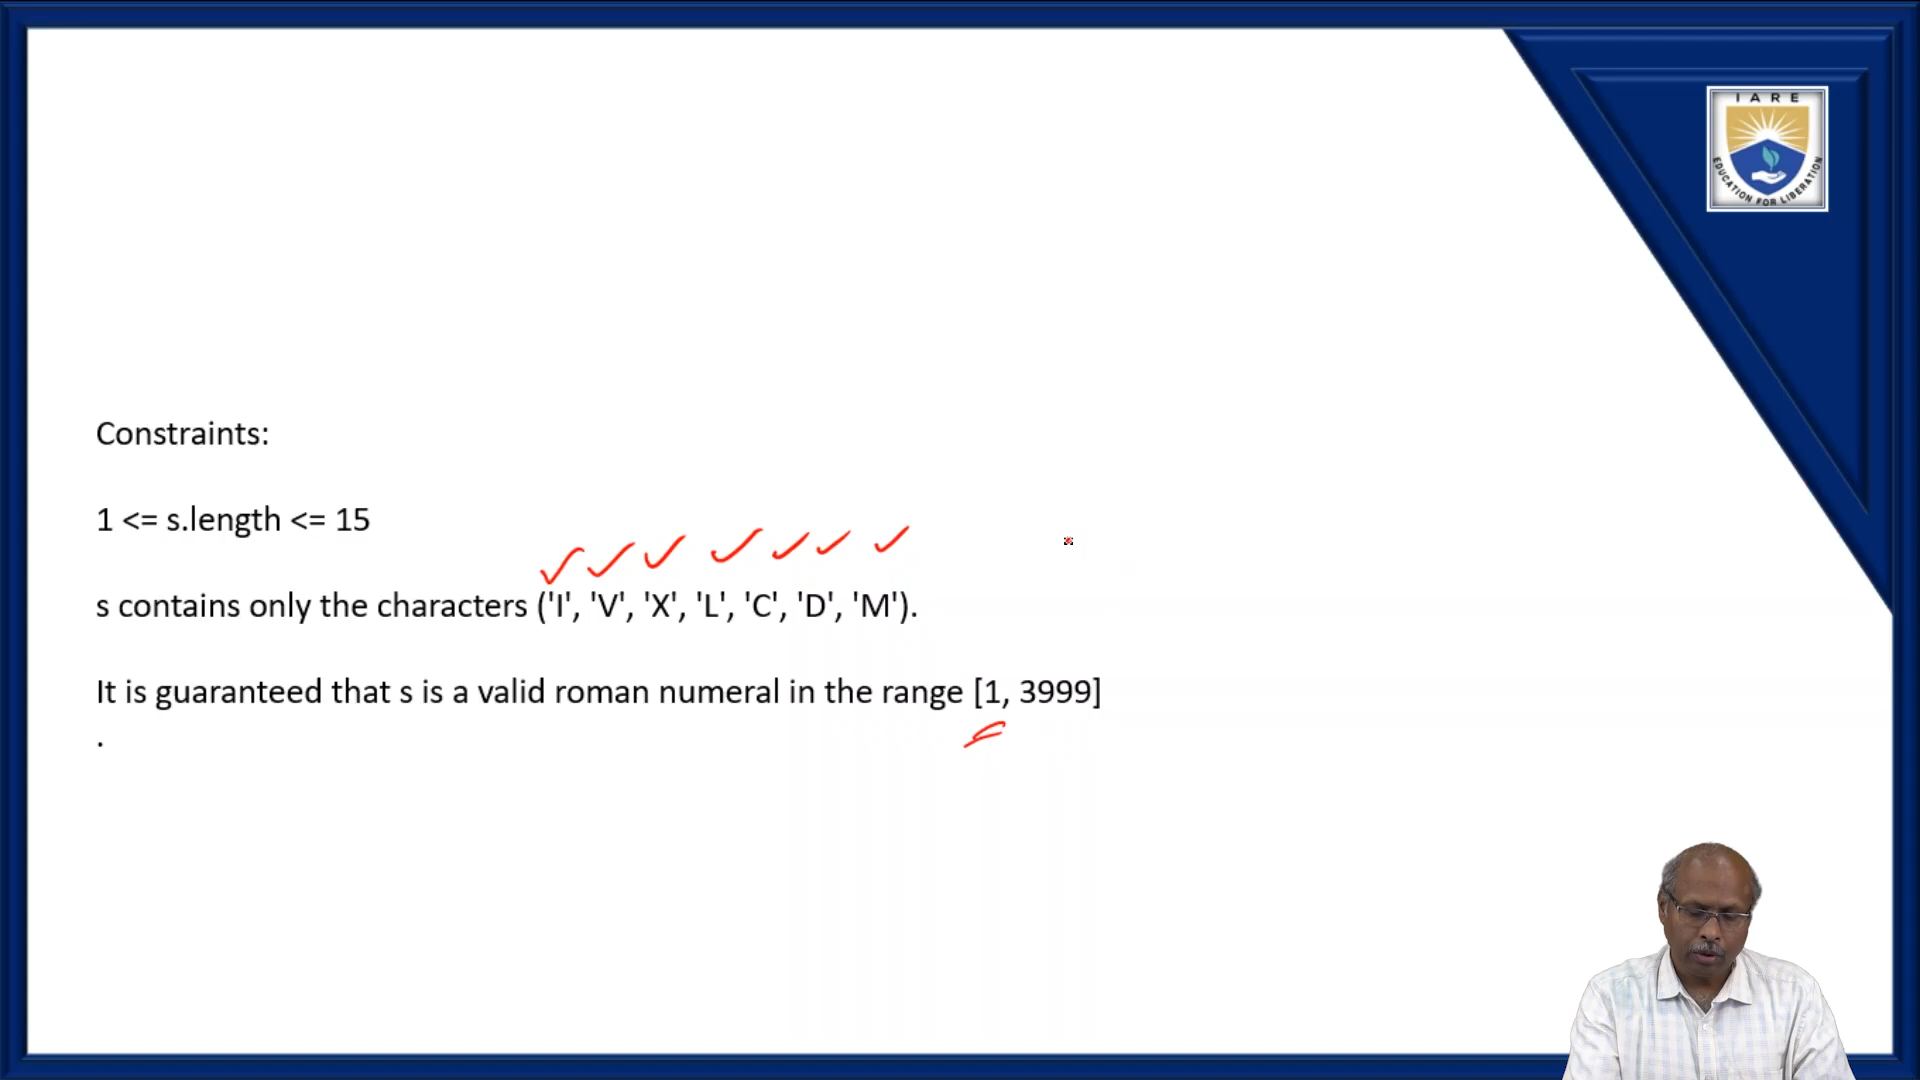 I A R E
EDUCATION FOR LIBERATION
Constraints:
1 <= s.length <= 15
s contains only the characters ('I', 'V', 'X', 'L', 'C', 'D', 'M').
It is guaranteed that s is a valid roman numeral in the range [1, 3999]
.